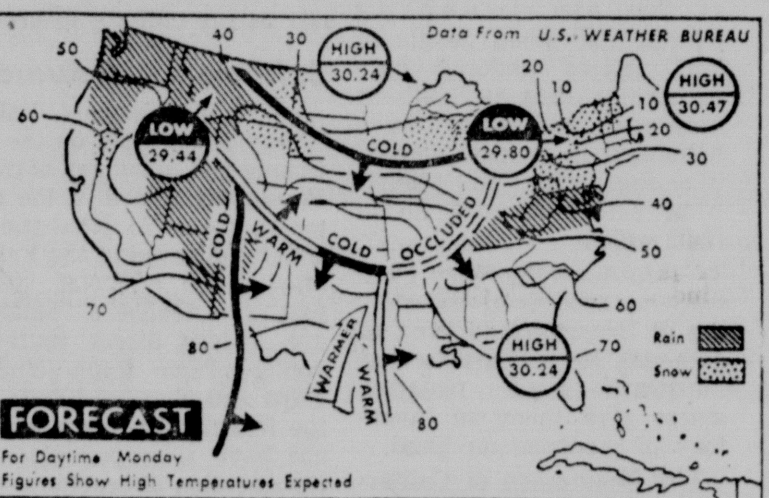 Data From U.S. WEATHER BUREAU
50
40
30
HIGH
30.24
20
10
HIGH
30.47
60
10
LOW
29.44
COLD
LOW
29.80
20
30
COLD
WARM
COLD
OCCLUDED
40
50
70
60
80
WARMER
WARM
HIGH
30.24
70
Rain
Snow
80
FORECAST
For Daytime Monday
Figures Show High Temperatures Expected